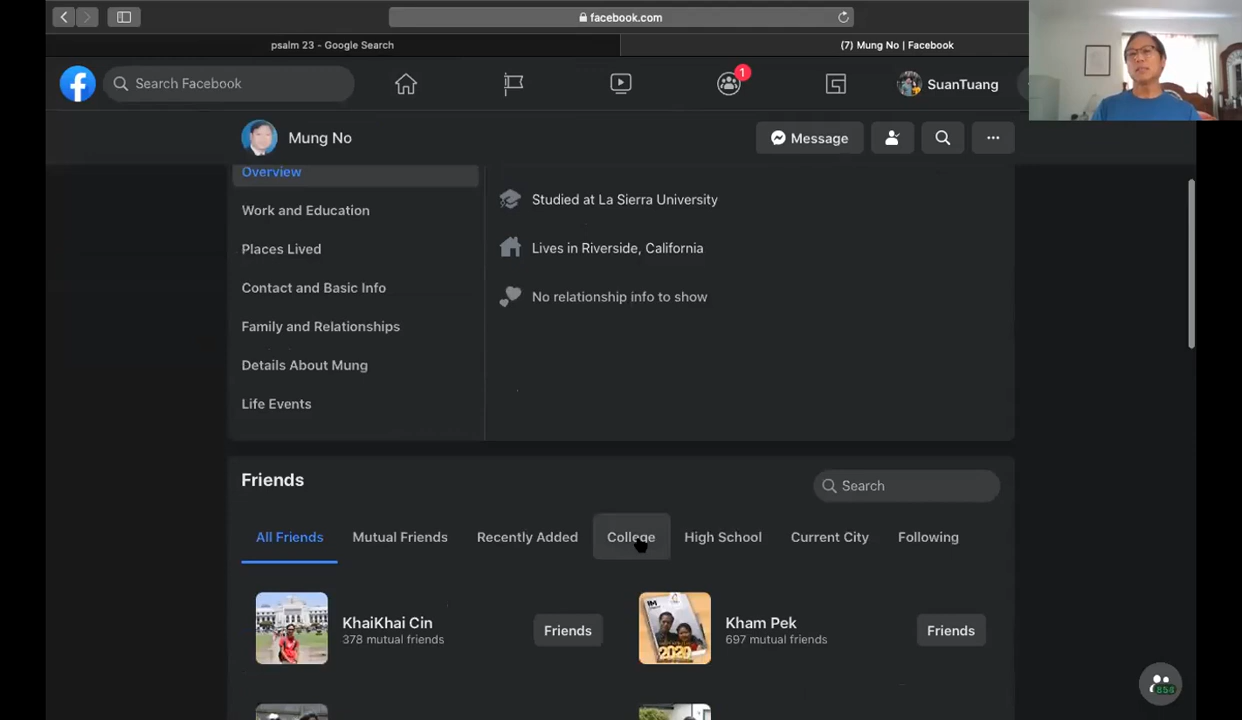 facebook.com
psalm 23 - Google Search
(7) Mung No | Facebook
Search Facebook
1
SuanTuang
Mung No
Message
Overview
Work and Education
Places Lived
Contact and Basic Info
Family and Relationships
Details About Mung
Life Events
Studied at La Sierra University
Lives in Riverside, California
No relationship info to show
Friends
Search
All Friends
Mutual Friends
Recently Added
College
High School
Current City
Following
KhaiKhai Cin
378 mutual friends
Friends
Kham Pek
697 mutual friends
Friends
2020
856